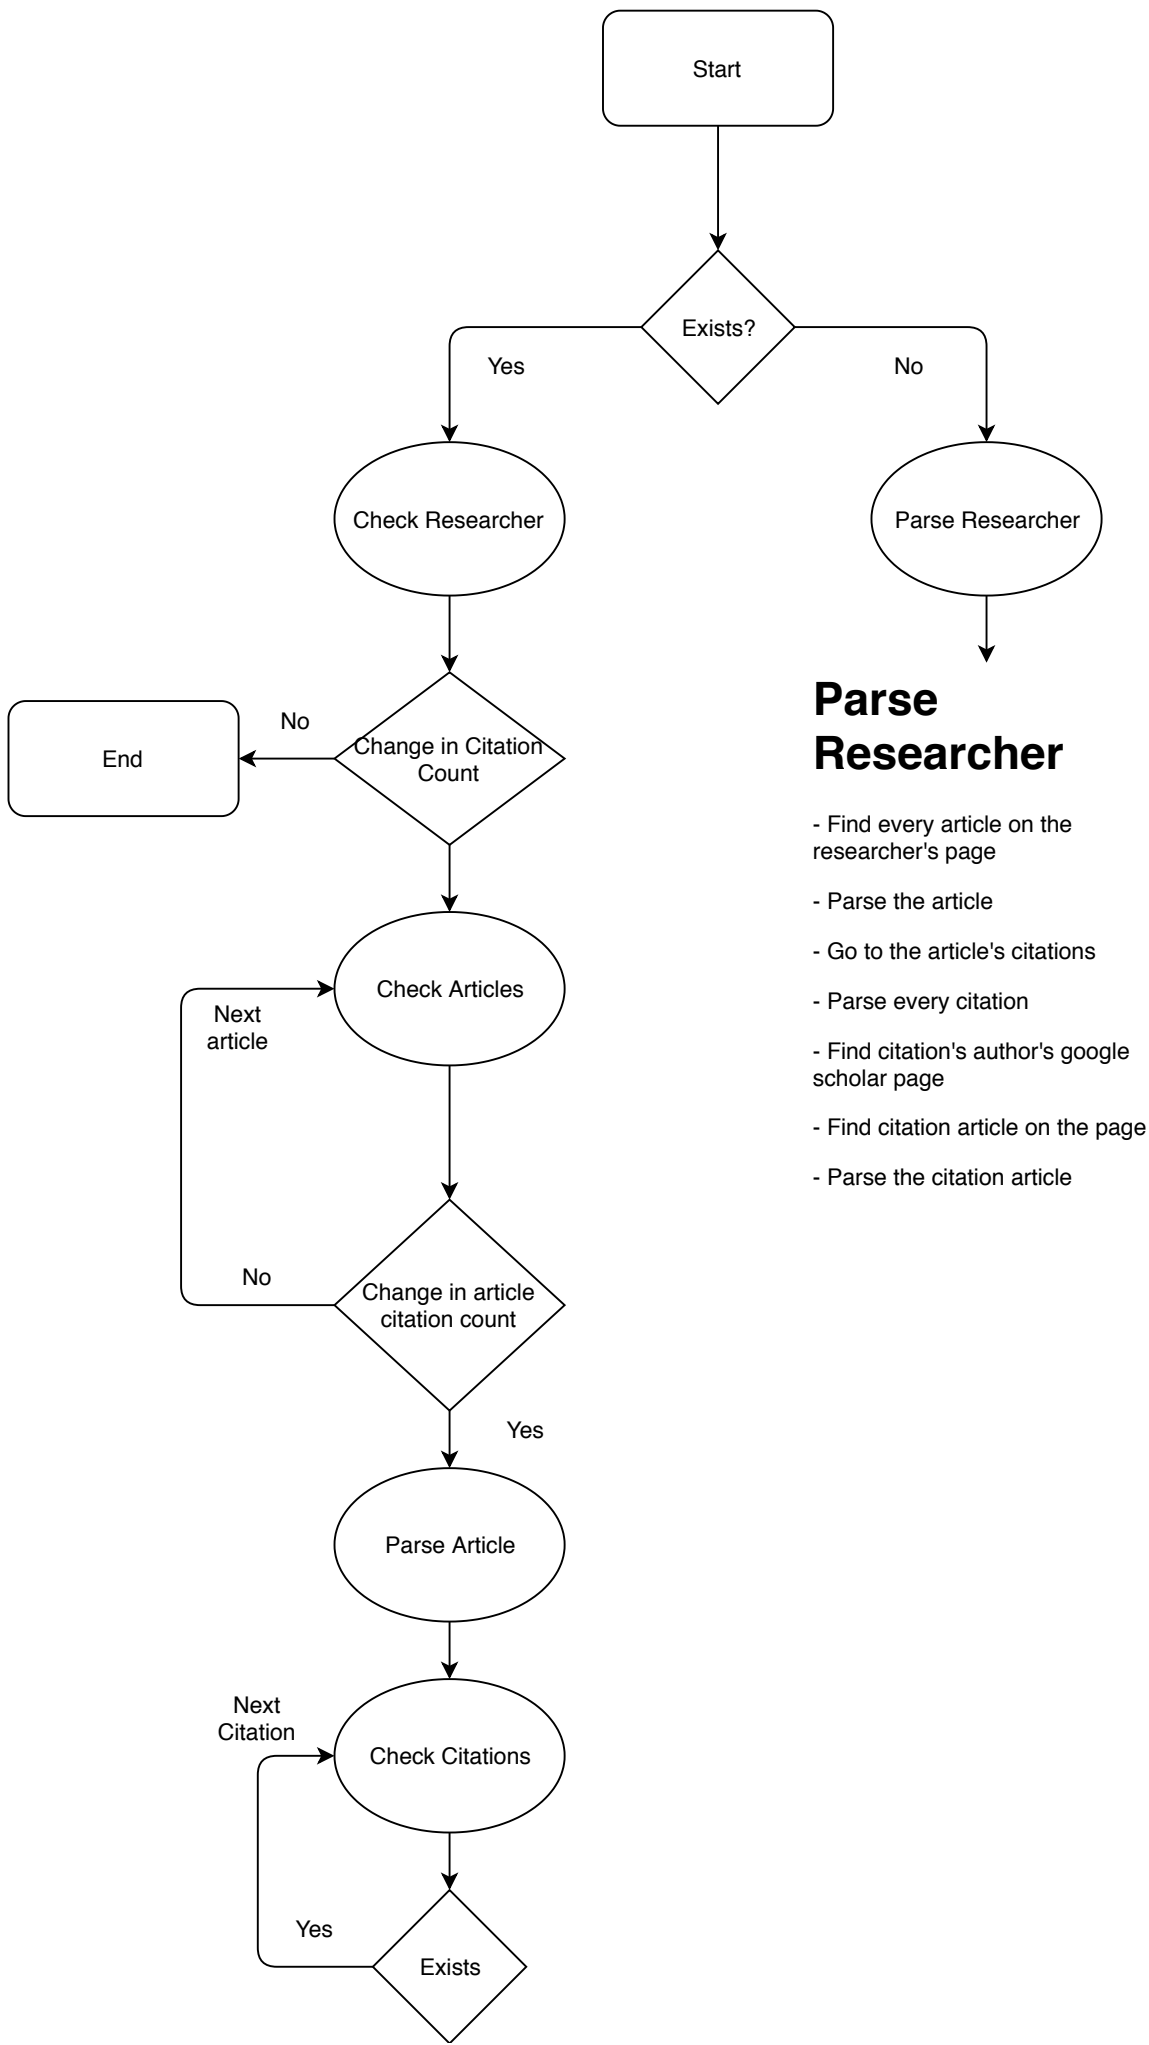 Start
Exists?
Yes
No
Check Researcher
Parse Researcher
Parse
Researcher
No
End
Change in Citation
Count
- Find every article on the
researcher's page
- Parse the article
- Go to the article's citations
- Parse every citation
- Find citation's author's google
scholar page
- Find citation article on the page
- Parse the citation article
Check Articles
Next
article
No
Change in article
citation count
Yes
Parse Article
Next
Citation
Check Citations
Yes
Exists